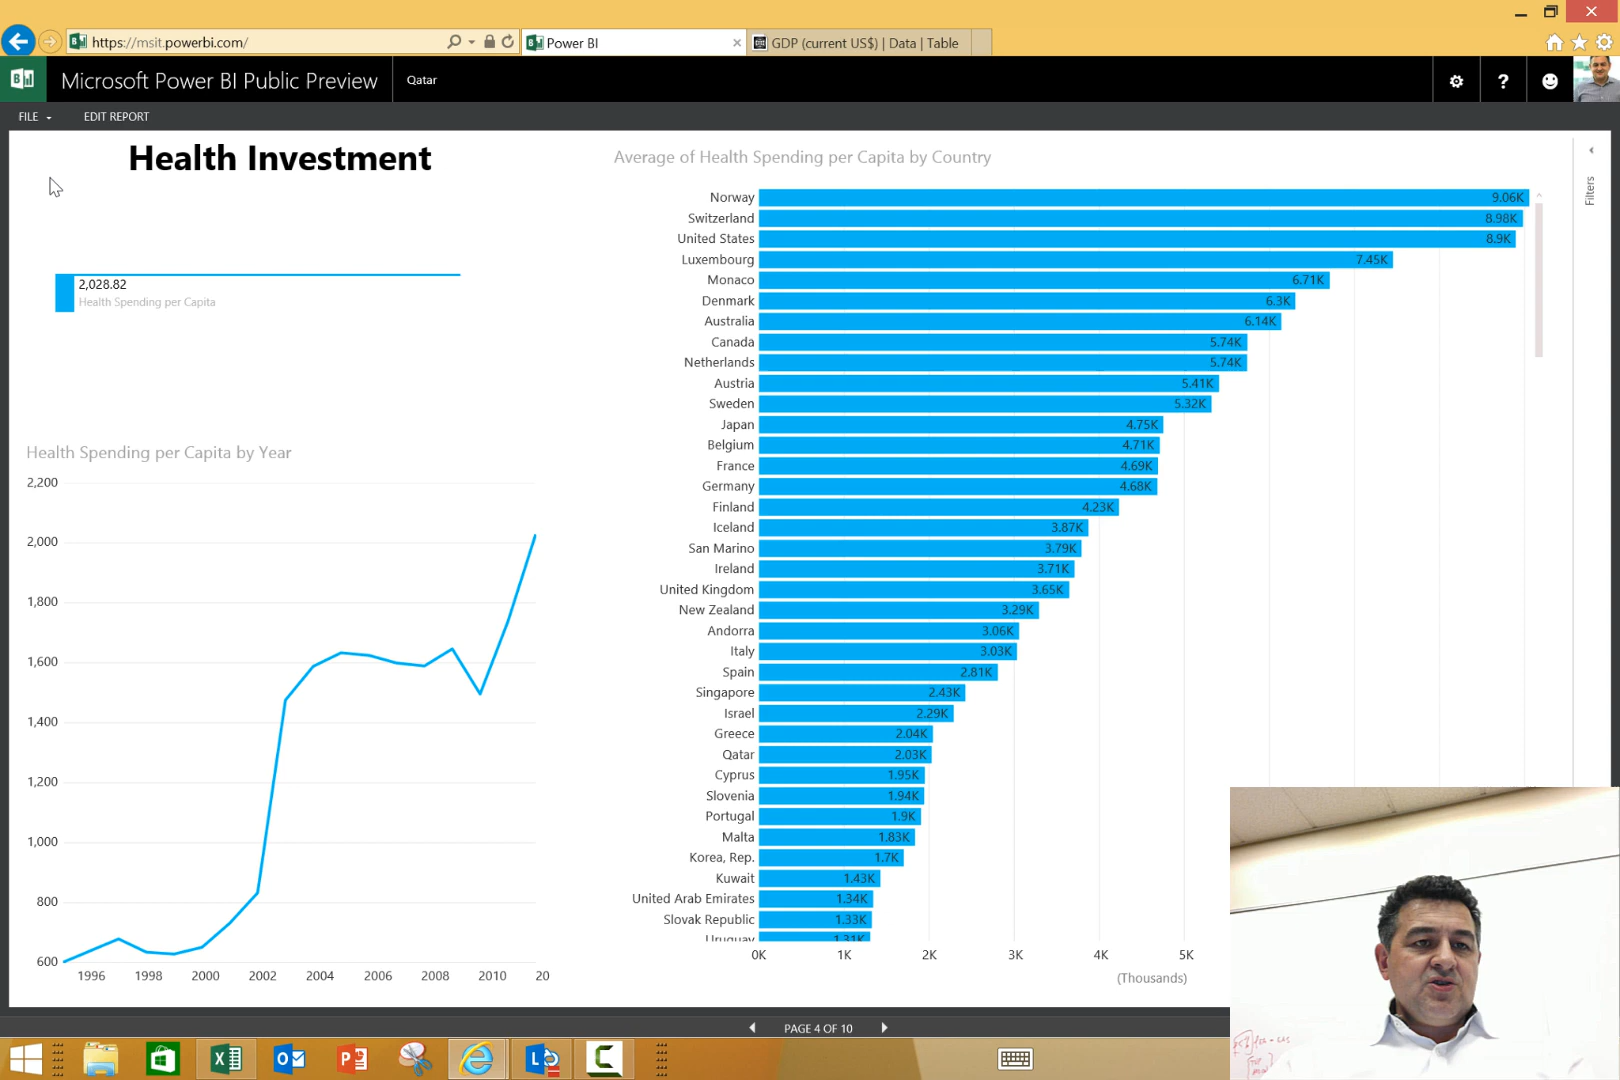 https://msit.powerbi.com/
Power BI
GDP (current US$) | Data | Table
Microsoft Power BI Public Preview
Qatar
?
FILE
EDIT REPORT
Health Investment
2,028.82
Health Spending per Capita
Health Spending per Capita by Year
2,200
2,000
1,800
1,600
1,400
1,200
1,000
800
600
1996 1998 2000 2002 2004 2006 2008 2010 20
Average of Health Spending per Capita by Country
Norway 9.06K
Switzerland 8.98K
United States 8.9K
Luxembourg 7.45K
Monaco 6.71K
Denmark 6.3K
Australia 6.14K
Canada 5.74K
Netherlands 5.74K
Austria 5.41K
Sweden 5.32K
Japan 4.75K
Belgium 4.71K
France 4.69K
Germany 4.68K
Finland 4.23K
Iceland 3.87K
San Marino 3.79K
Ireland 3.71K
United Kingdom 3.65K
New Zealand 3.29K
Andorra 3.06K
Italy 3.03K
Spain 2.81K
Singapore 2.43K
Israel 2.29K
Greece 2.04K
Qatar 2.03K
Cyprus 1.95K
Slovenia 1.94K
Portugal 1.9K
Malta 1.83K
Korea, Rep. 1.7K
Kuwait 1.43K
United Arab Emirates 1.34K
Slovak Republic 1.33K
Uruguay 1.31K
0K 1K 2K 3K 4K 5K
(Thousands)
Filters
PAGE 4 OF 10